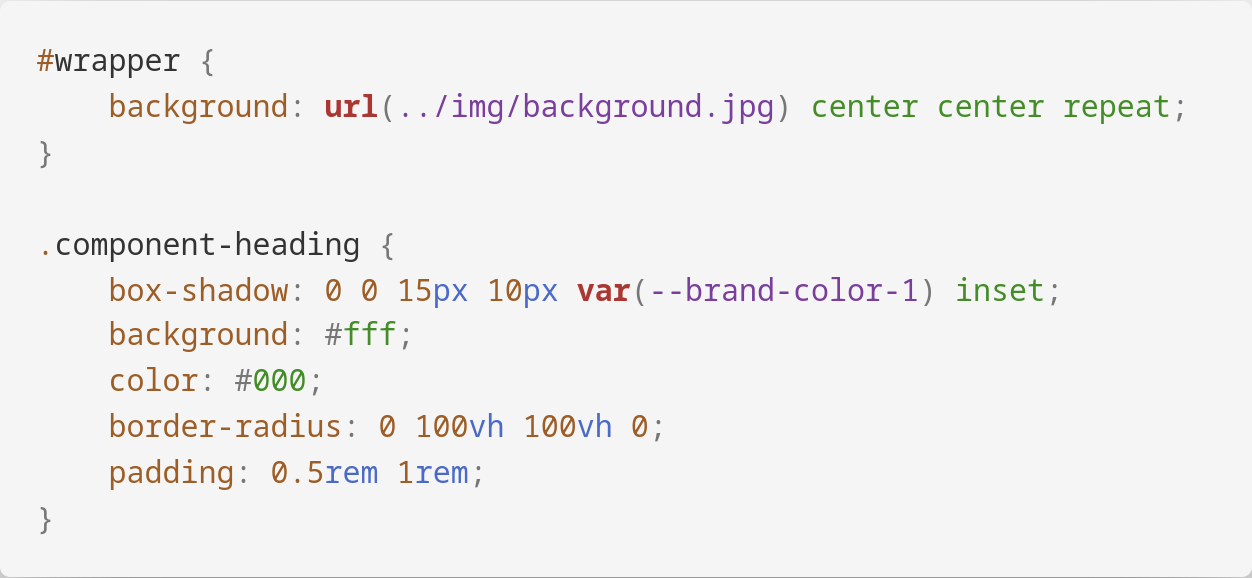 #wrapper {
    background: url(../img/background.jpg) center center repeat;
}

.component-heading {
    box-shadow: 0 0 15px 10px var(--brand-color-1) inset;
    background: #fff;
    color: #000;
    border-radius: 0 100vh 100vh 0;
    padding: 0.5rem 1rem;
}